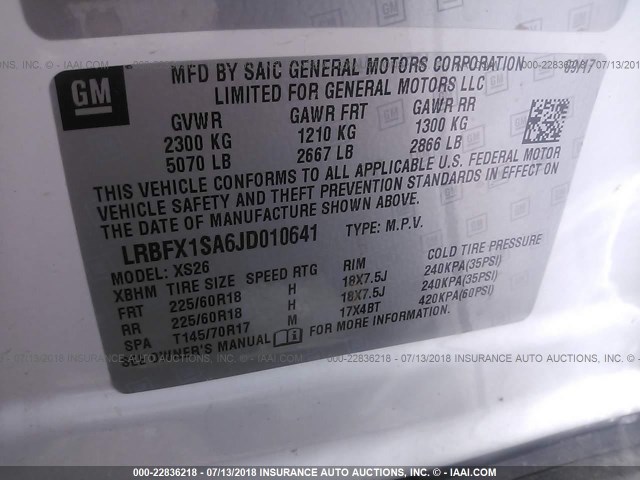 GM
MFD BY SAIC GENERAL MOTORS CORPORATION 09/17
LIMITED FOR GENERAL MOTORS LLC
GVWR GAWR FRT GAWR RR
2300 KG 1210 KG 1300 KG
5070 LB 2667 LB 2866 LB
THIS VEHICLE CONFORMS TO ALL APPLICABLE U.S. FEDERAL MOTOR
VEHICLE SAFETY AND THEFT PREVENTION STANDARDS IN EFFECT ON
THE DATE OF MANUFACTURE SHOWN ABOVE.
LRBFX1SA6JD010641 TYPE: M.P.V.
MODEL: XS26
XBHM TIRE SIZE SPEED RTG RIM COLD TIRE PRESSURE
FRT 225/60R18 H 18X7.5J 240KPA(35PSI)
RR 225/60R18 H 18X7.5J 240KPA(35PSI)
SPA T145/70R17 M 17X4BT 420KPA(60PSI)
SEE OWNER'S MANUAL FOR MORE INFORMATION.
000-22836218 - 07/13/2018 INSURANCE AUTO AUCTIONS - IAAI.COM